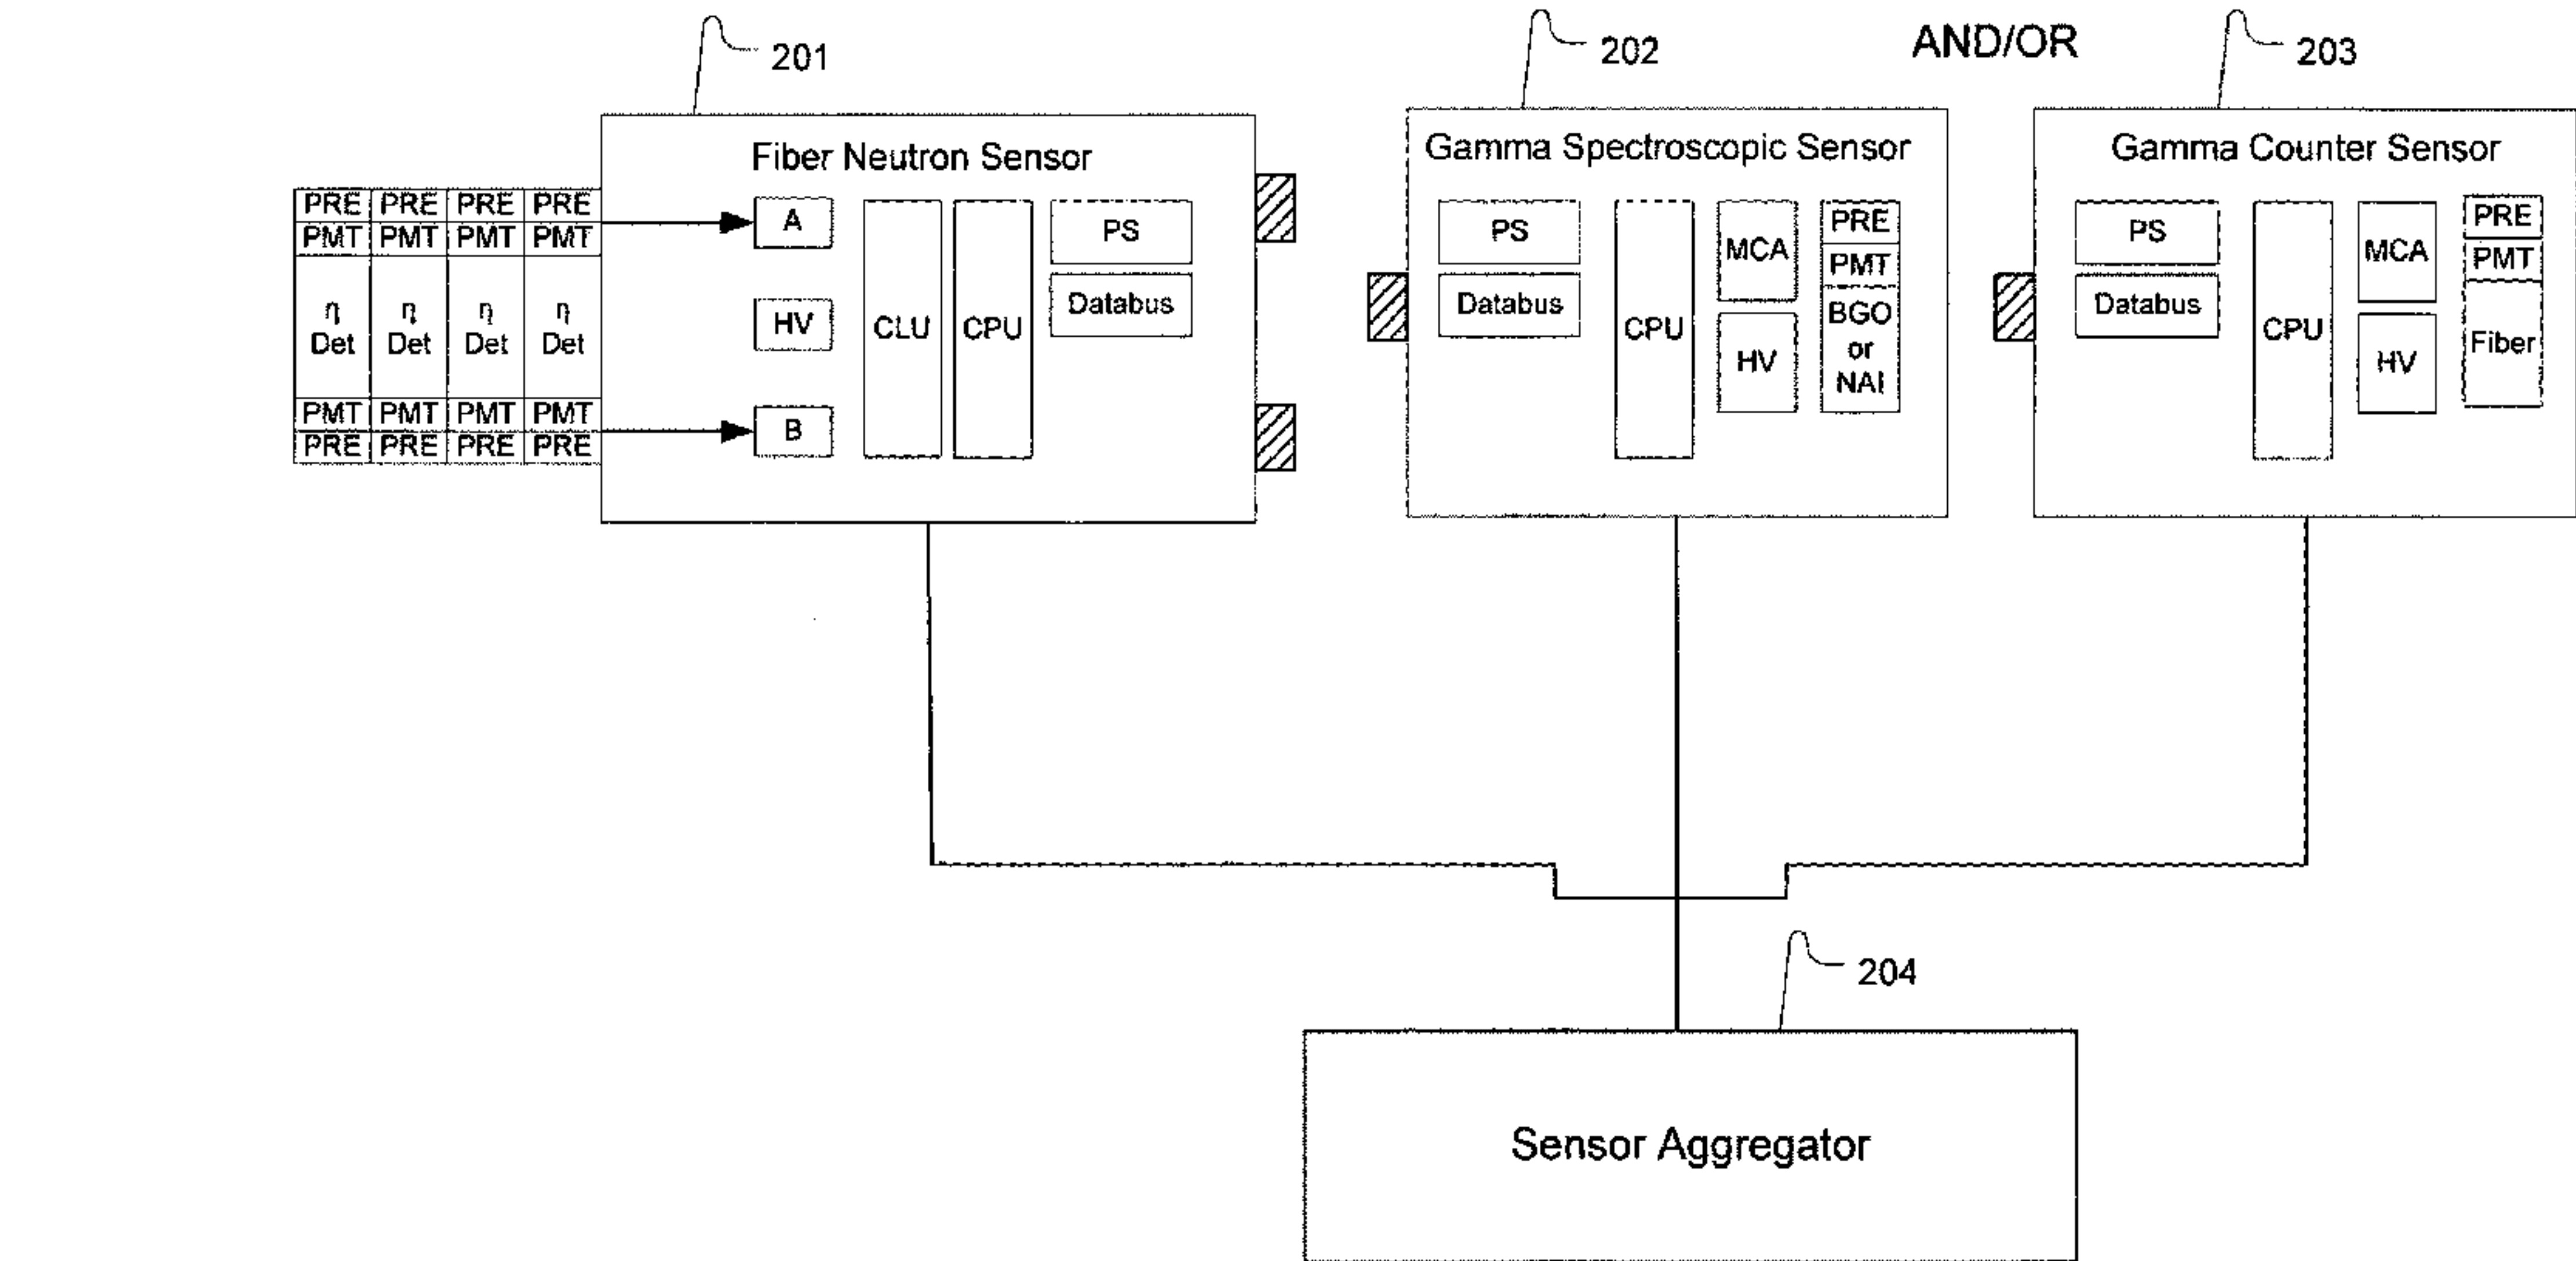 201
202
AND/OR
203
Fiber Neutron Sensor
Gamma Spectroscopic Sensor
Gamma Counter Sensor
PRE PRE PRE PRE
PMT PMT PMT PMT
η η η η
Det Det Det Det
PMT PMT PMT PMT
PRE PRE PRE PRE
A
HV
B
CLU
CPU
PS
Databus
PS
Databus
CPU
MCA
HV
PRE
PMT
BGO
or
NAI
PS
Databus
CPU
MCA
HV
PRE
PMT
Fiber
204
Sensor Aggregator